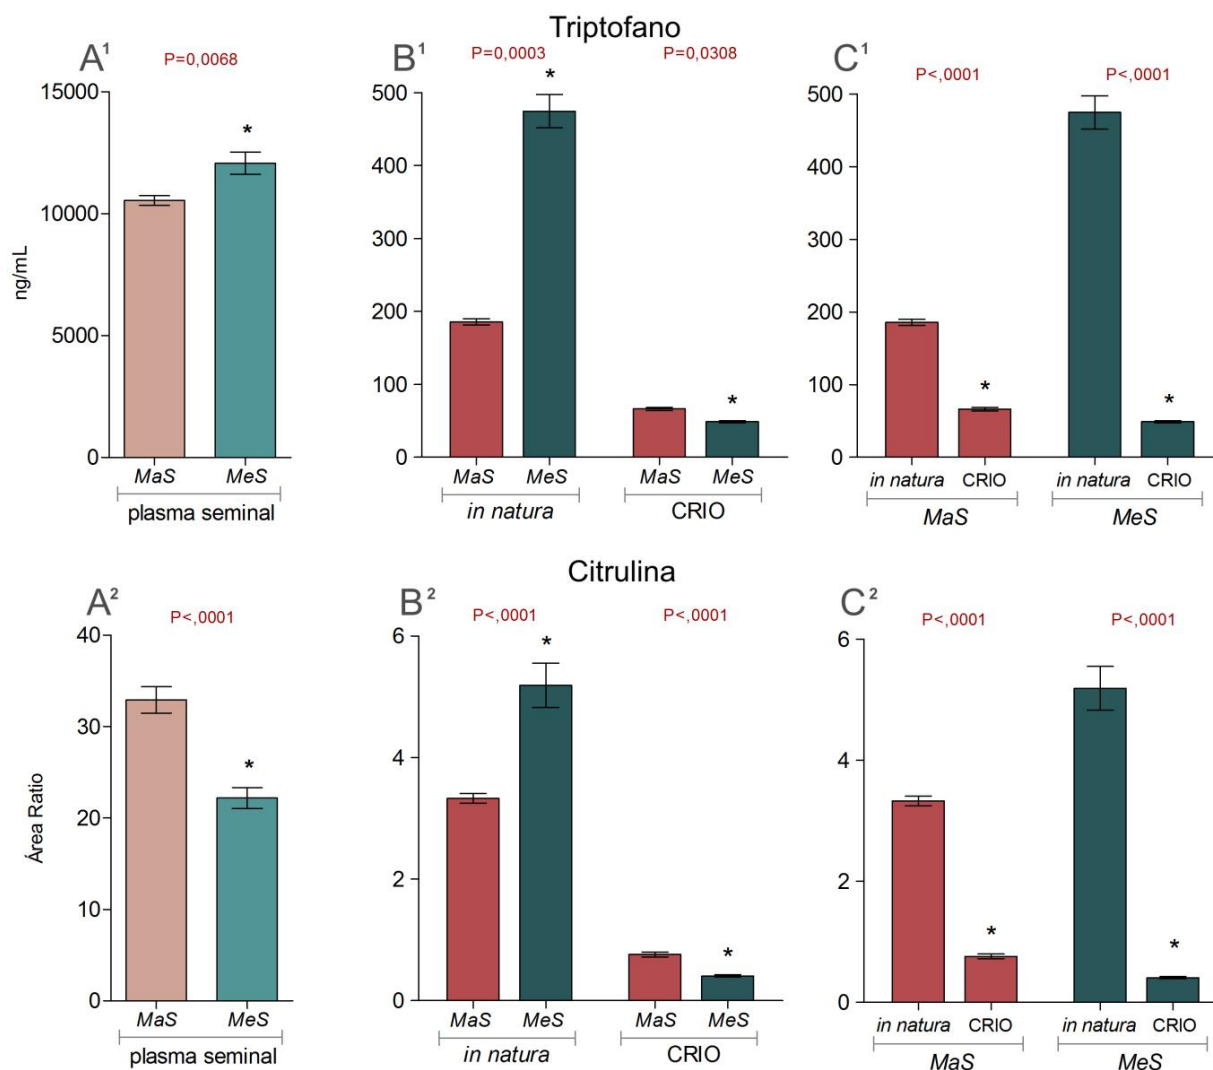 Triptofano
A¹
P=0,0068
15000
10000
5000
0
ng/mL
*
MaS MeS
plasma seminal
B¹
P=0,0003 P=0,0308
500
400
300
200
100
0
*
*
MaS MeS MaS MeS
in natura CRIO
C¹
P<,0001 P<,0001
500
400
300
200
100
0
*
*
in natura CRIO in natura CRIO
MaS MeS
Citrulina
A²
P<,0001
40
30
20
10
0
Área Ratio
*
MaS MeS
plasma seminal
B²
P<,0001 P<,0001
6
4
2
0
*
*
MaS MeS MaS MeS
in natura CRIO
C²
P<,0001 P<,0001
6
4
2
0
*
*
in natura CRIO in natura CRIO
MaS MeS